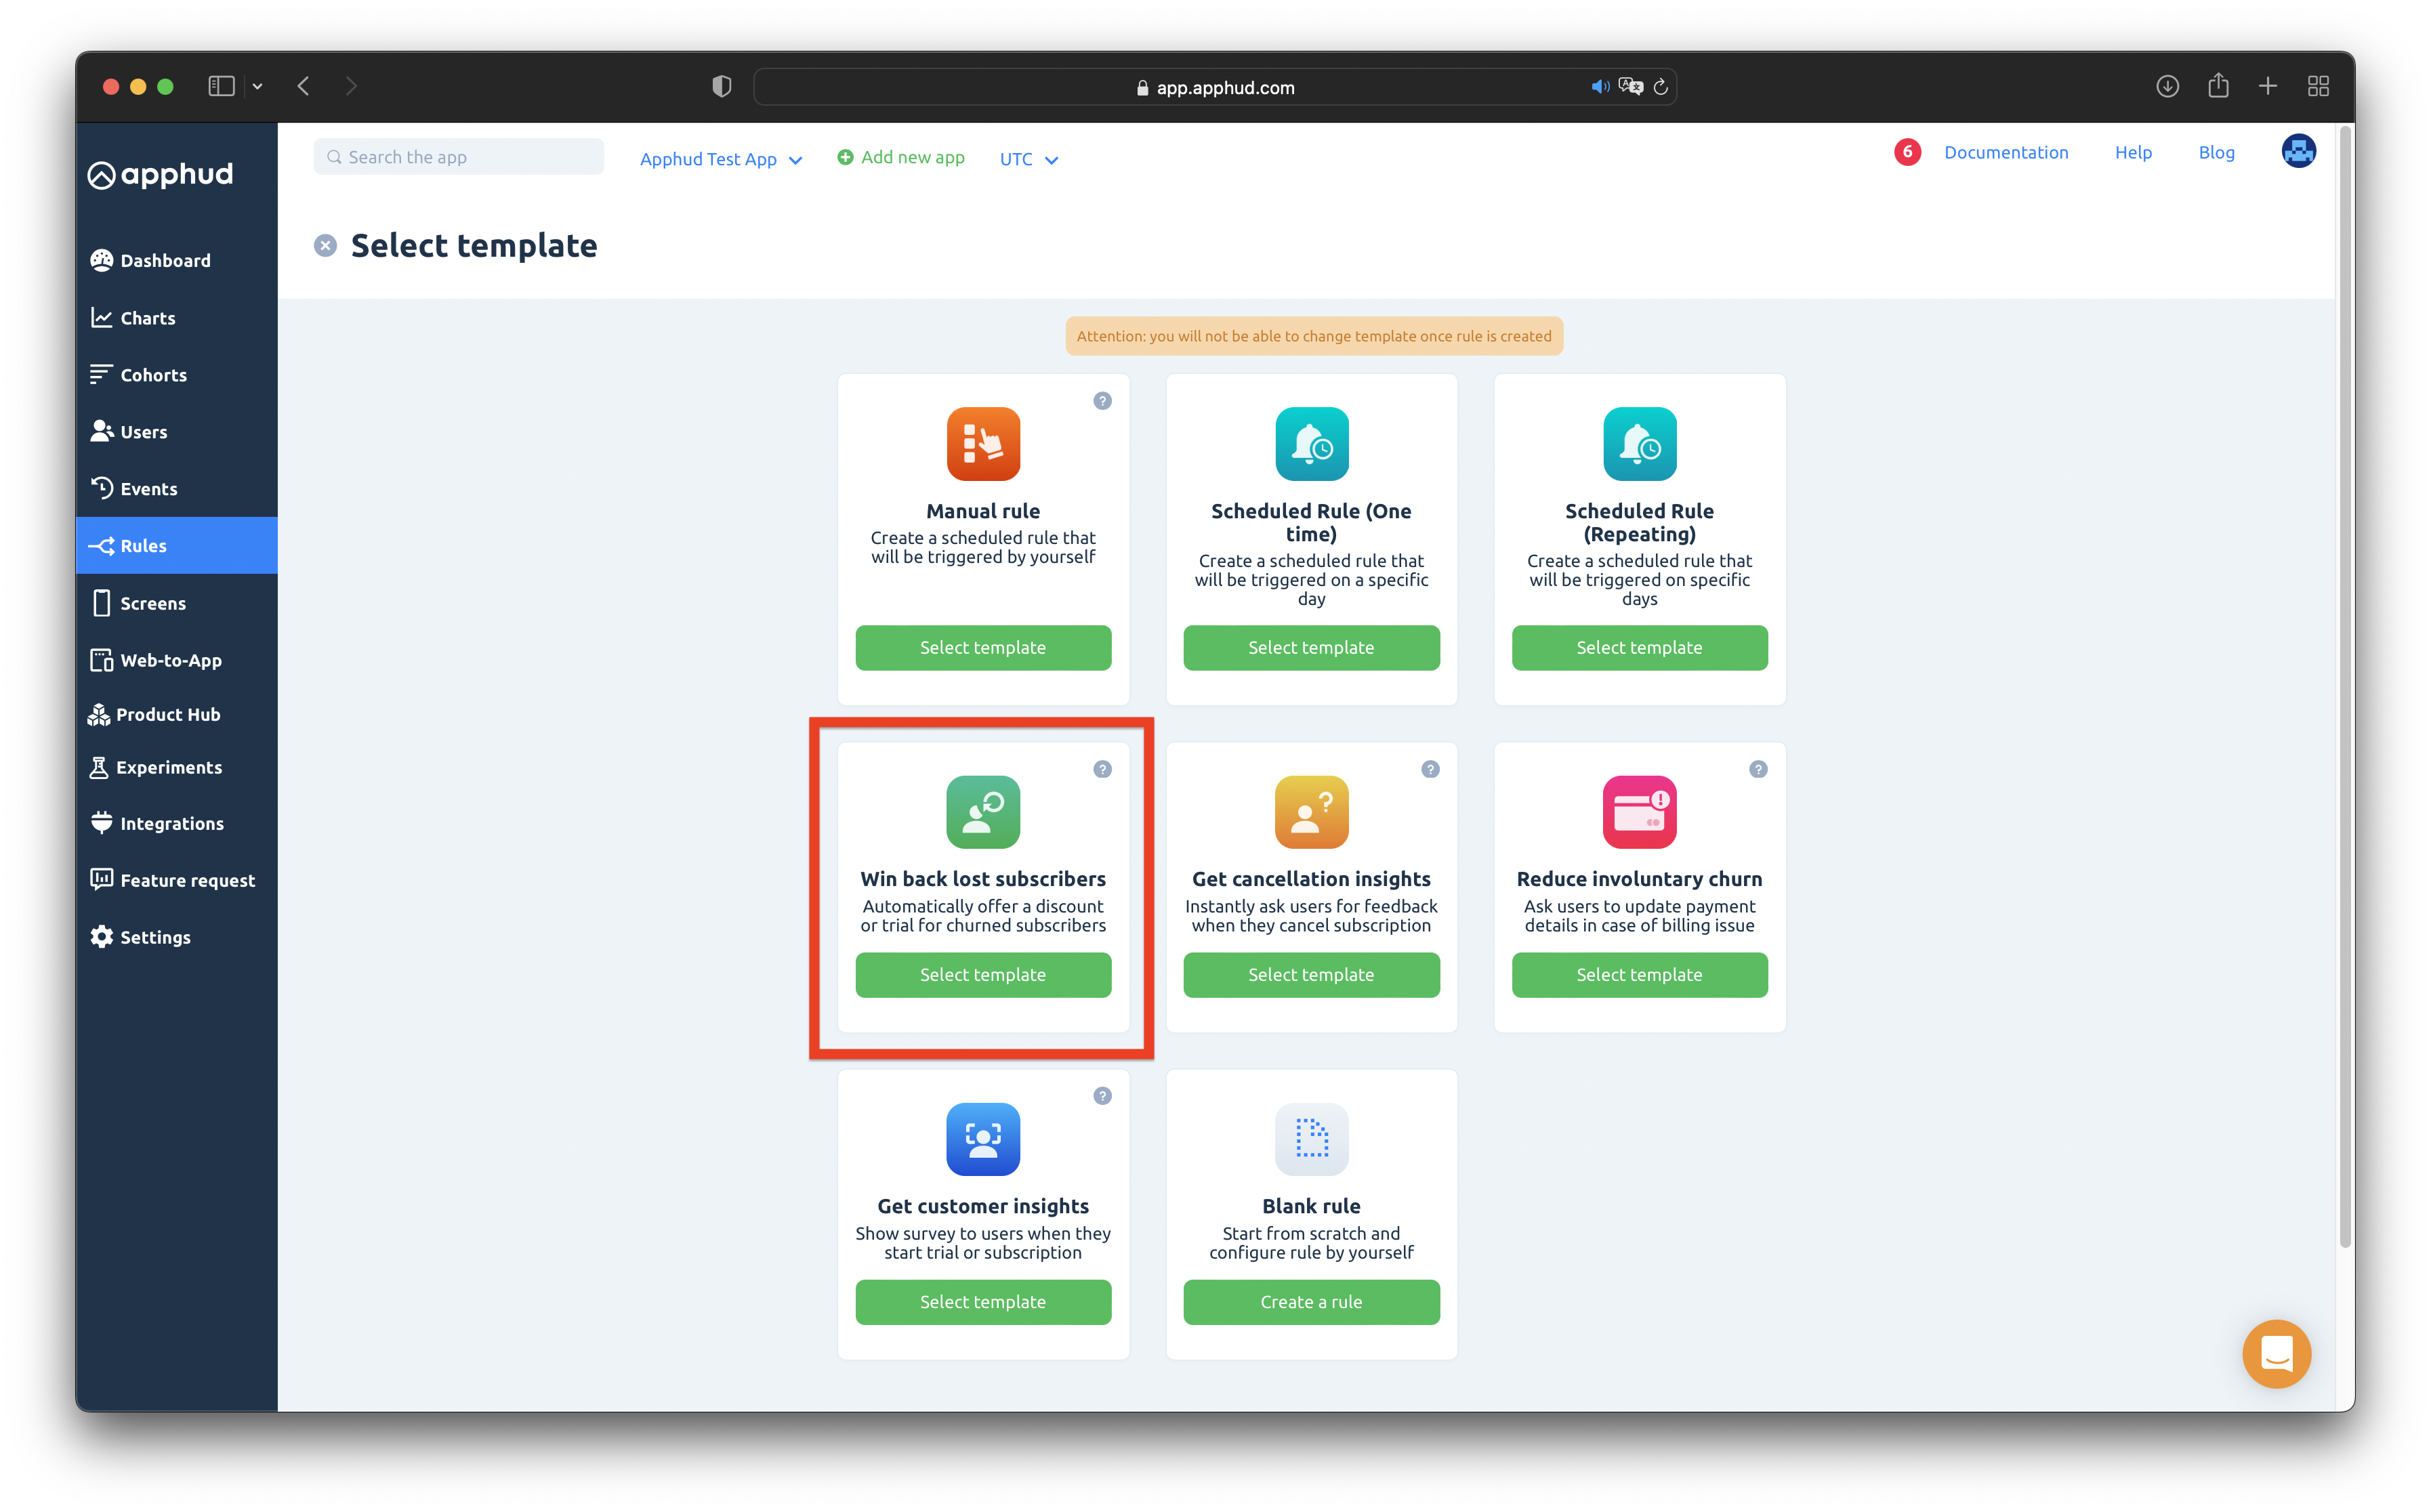 app.apphud.com
apphud
Search the app
Apphud Test App
Add new app
UTC
6
Documentation
Help
Blog
Select template
Dashboard
Charts
Cohorts
Users
Events
Rules
Screens
Web-to-App
Product Hub
Experiments
Integrations
Feature request
Settings
Attention: you will not be able to change template once rule is created
?
Manual rule
Create a scheduled rule that
will be triggered by yourself
Select template
Scheduled Rule (One
time)
Create a scheduled rule that
will be triggered on a specific
day
Select template
Scheduled Rule
(Repeating)
Create a scheduled rule that
will be triggered on specific
days
Select template
?
Win back lost subscribers
Automatically offer a discount
or trial for churned subscribers
Select template
?
?
Get cancellation insights
Instantly ask users for feedback
when they cancel subscription
Select template
?
!
Reduce involuntary churn
Ask users to update payment
details in case of billing issue
Select template
?
Get customer insights
Show survey to users when they
start trial or subscription
Select template
Blank rule
Start from scratch and
configure rule by yourself
Create a rule